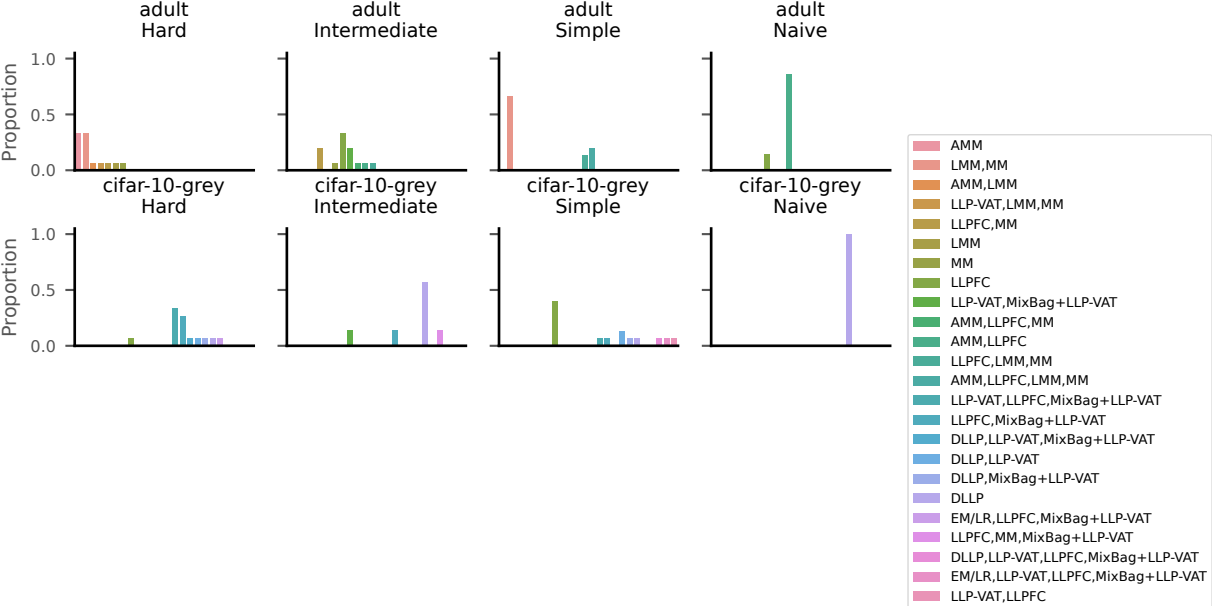 adult
Hard
adult
Intermediate
adult
Simple
adult
Naive
Proportion
1.0
0.5
0.0
cifar-10-grey
Hard
cifar-10-grey
Intermediate
cifar-10-grey
Simple
cifar-10-grey
Naive
Proportion
1.0
0.5
0.0
AMM
LMM,MM
AMM,LMM
LLP-VAT,LMM,MM
LLPFC,MM
LMM
MM
LLPFC
LLP-VAT,MixBag+LLP-VAT
AMM,LLPFC,MM
AMM,LLPFC
LLPFC,LMM,MM
AMM,LLPFC,LMM,MM
LLP-VAT,LLPFC,MixBag+LLP-VAT
LLPFC,MixBag+LLP-VAT
DLLP,LLP-VAT,MixBag+LLP-VAT
DLLP,LLP-VAT
DLLP,MixBag+LLP-VAT
DLLP
EM/LR,LLPFC,MixBag+LLP-VAT
LLPFC,MM,MixBag+LLP-VAT
DLLP,LLP-VAT,LLPFC,MixBag+LLP-VAT
EM/LR,LLP-VAT,LLPFC,MixBag+LLP-VAT
LLP-VAT,LLPFC